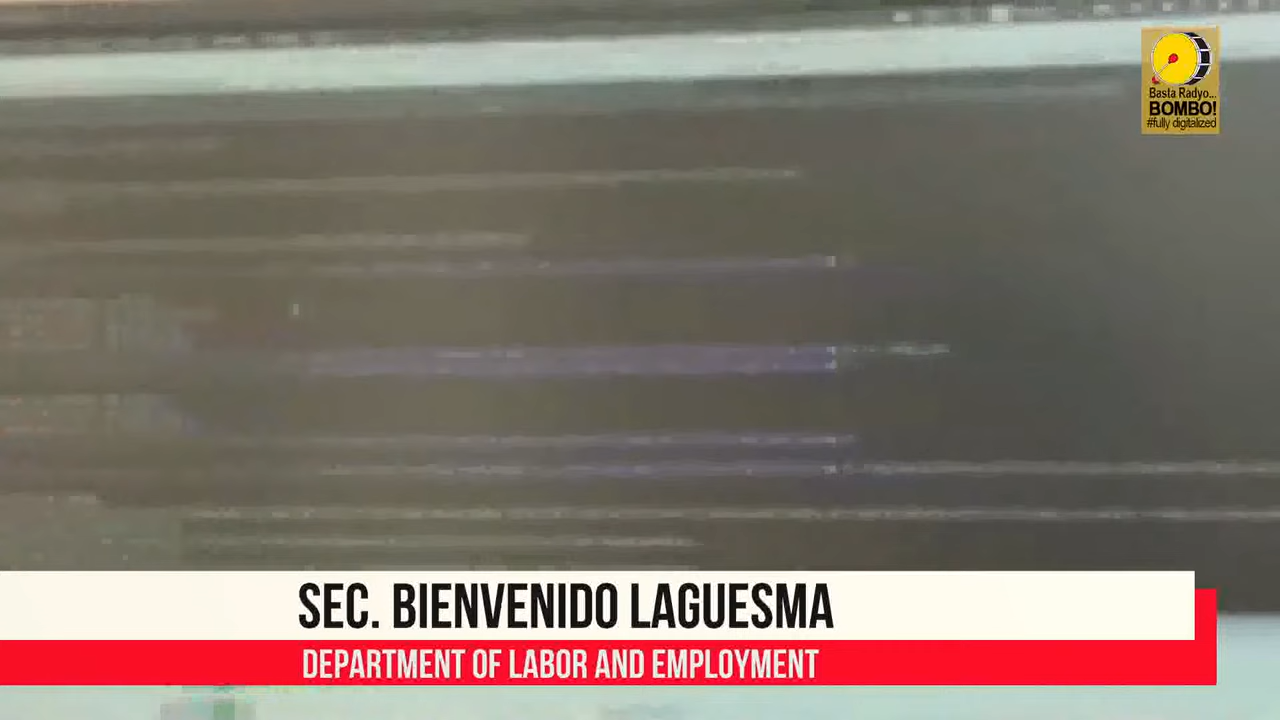 Basta Radyo...
BOMBO!
#fully digitalized
SEC. BIENVENIDO LAGUESMA
DEPARTMENT OF LABOR AND EMPLOYMENT